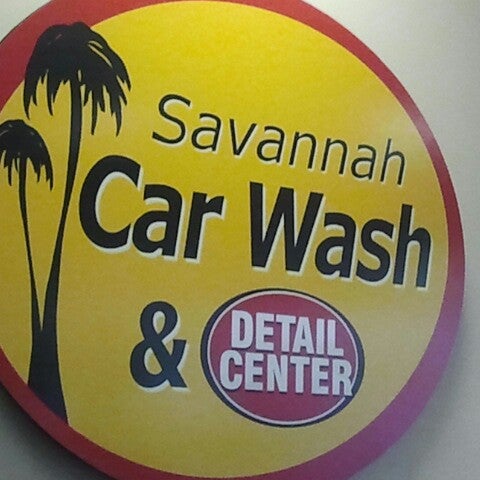 Savannah
Car Wash
&
DETAIL
CENTER